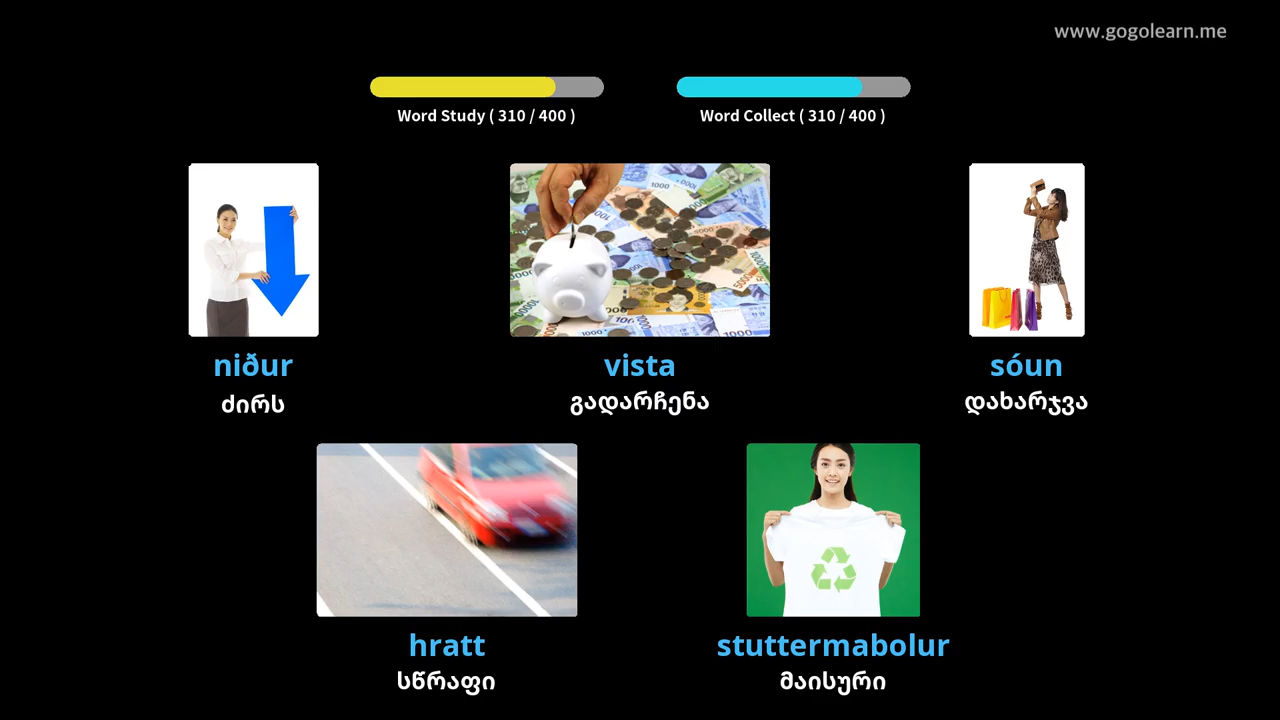 www.gogolearn.me
Word Study ( 310 / 400 )
Word Collect ( 310 / 400 )
niður
ძირს
vista
გადარჩენა
sóun
დახარჯვა
hratt
სწრაფი
stuttermabolur
მაისური